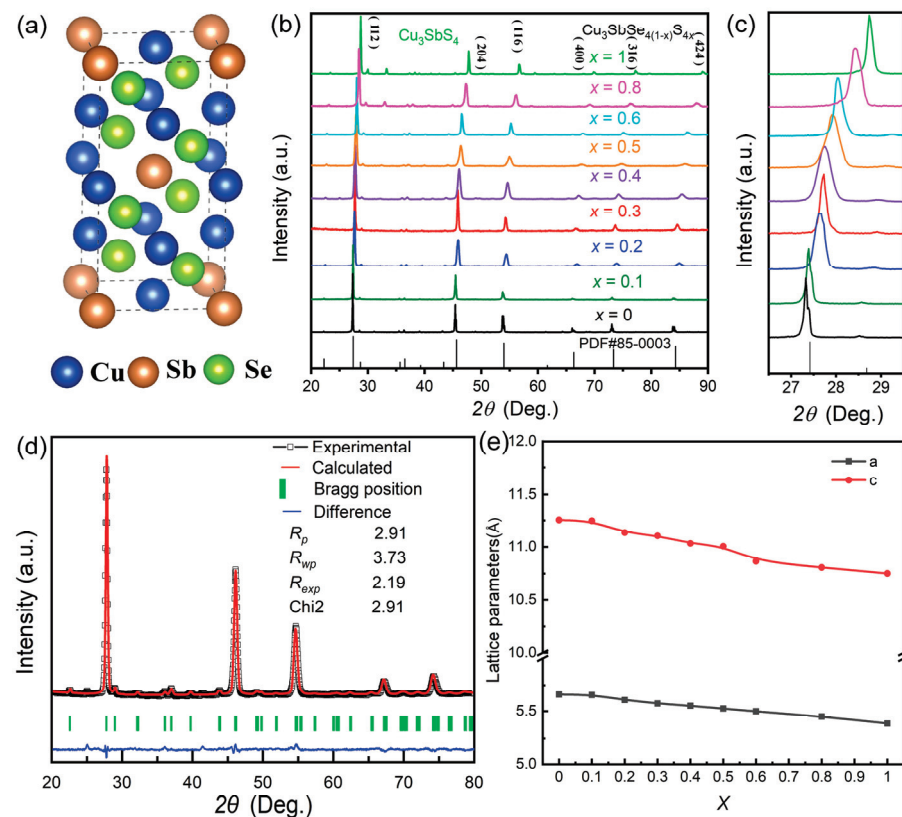 (a)
Cu Sb Se
(b)
Intensity (a.u.)
Cu₃SbS₄
Cu₃SbSe₄₍₁₋ₓ₎S₄ₓ
(112)
(204)
(116)
(400)
(316)
(424)
x = 1
x = 0.8
x = 0.6
x = 0.5
x = 0.4
x = 0.3
x = 0.2
x = 0.1
x = 0
PDF#85-0003
20 30 40 50 60 70 80 90
2θ (Deg.)
(c)
Intensity (a.u.)
27 28 29
2θ (Deg.)
(d)
Intensity (a.u.)
Experimental
Calculated
Bragg position
Difference
Rp 2.91
Rwp 3.73
Rexp 2.19
Chi2 2.91
20 30 40 50 60 70 80
2θ (Deg.)
(e)
Lattice parameters(Å)
a
c
12.0
11.5
11.0
10.5
10.0
5.5
5.0
0 0.1 0.2 0.3 0.4 0.5 0.6 0.7 0.8 0.9 1
X